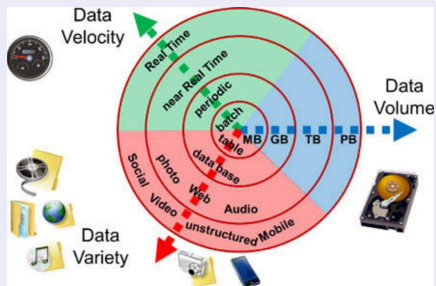 Data
Velocity
Real Time
near Real Time
periodic
batch
Data
Volume
MB
GB
TB
PB
table
data base
photo
Web
Audio
Social
Video
unstructured
Mobile
Data
Variety